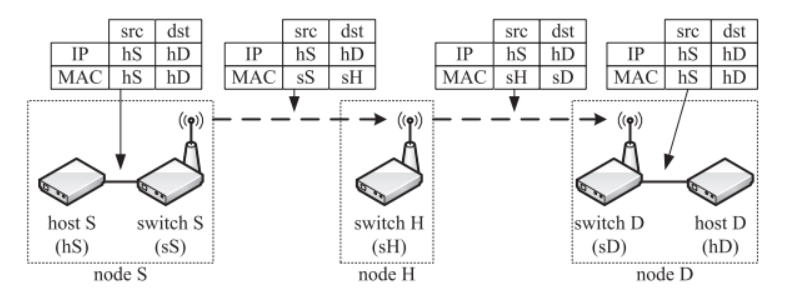 src dst
IP hS hD
MAC hS hD
src dst
IP hS hD
MAC sS sH
src dst
IP hS hD
MAC sH sD
src dst
IP hS hD
MAC hS hD
host S
(hS)
switch S
(sS)
node S
switch H
(sH)
node H
switch D
(sD)
host D
(hD)
node D